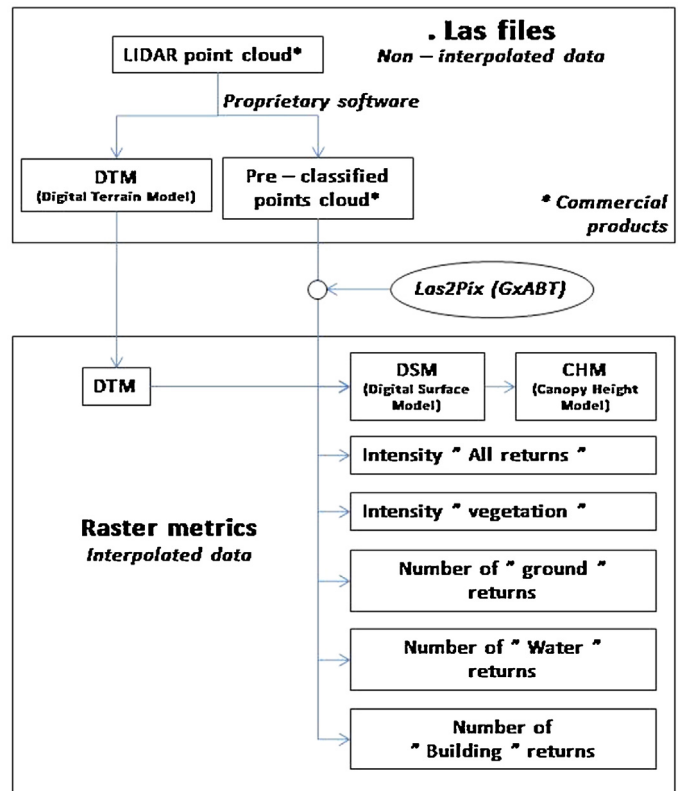 . Las files
Non – interpolated data
LIDAR point cloud*
Proprietary software
DTM
(Digital Terrain Model)
Pre – classified
points cloud*
* Commercial
products
Las2Pix (GxABT)
DTM
DSM
(Digital Surface
Model)
CHM
(Canopy Height
Model)
Intensity " All returns "
Intensity " vegetation "
Raster metrics
Interpolated data
Number of " ground "
returns
Number of " Water "
returns
Number of
" Building " returns